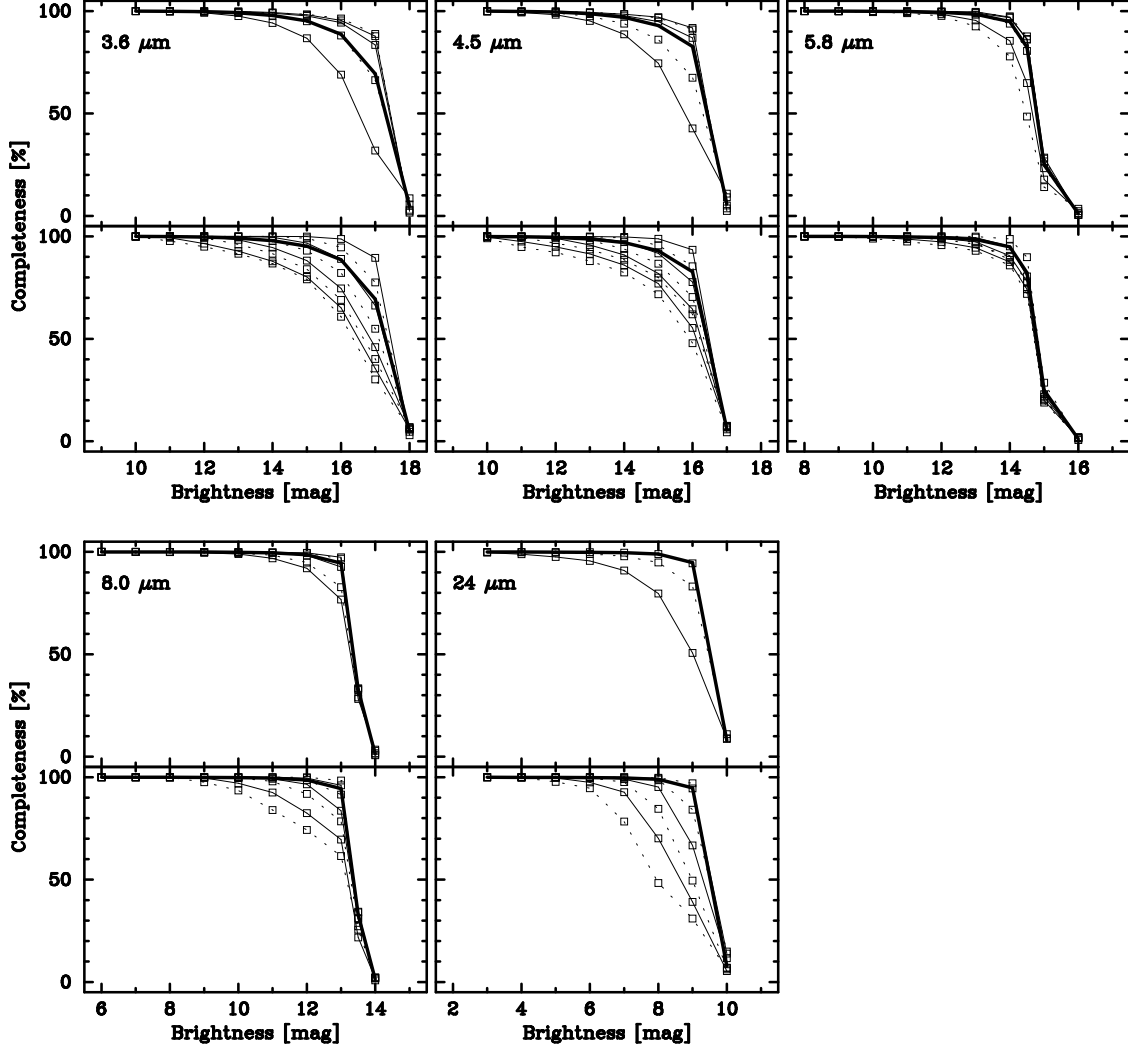 3.6 μm
4.5 μm
5.8 μm
100
50
0
Completeness [%]
100
50
0
10 12 14 16 18
10 12 14 16 18
8 10 12 14 16
Brightness [mag]
Brightness [mag]
Brightness [mag]
8.0 μm
24 μm
100
50
0
Completeness [%]
100
50
0
6 8 10 12 14
2 4 6 8 10
Brightness [mag]
Brightness [mag]